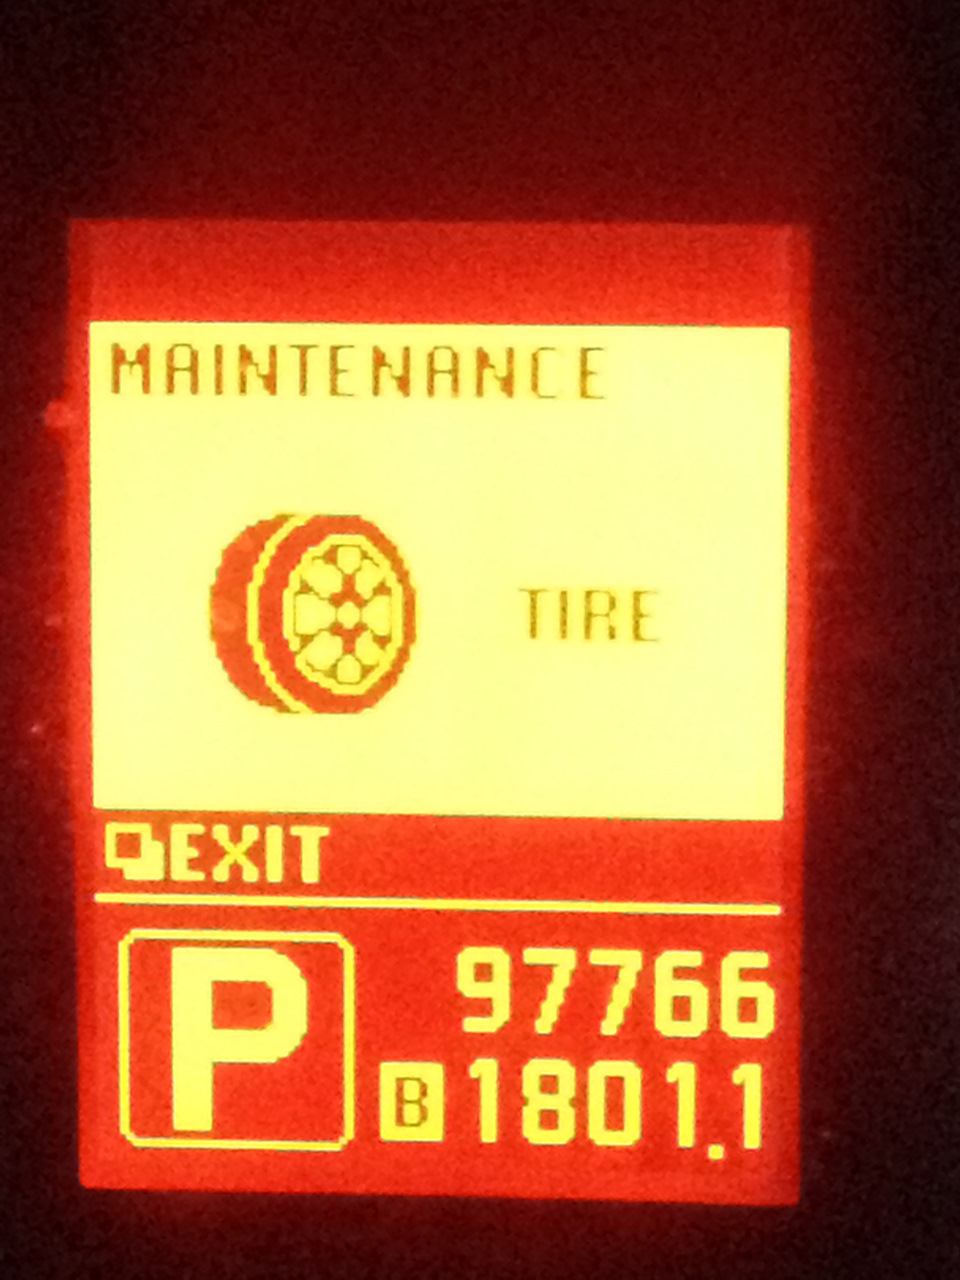 MAINTENANCE
TIRE
EXIT
P
97766
B 1801.1